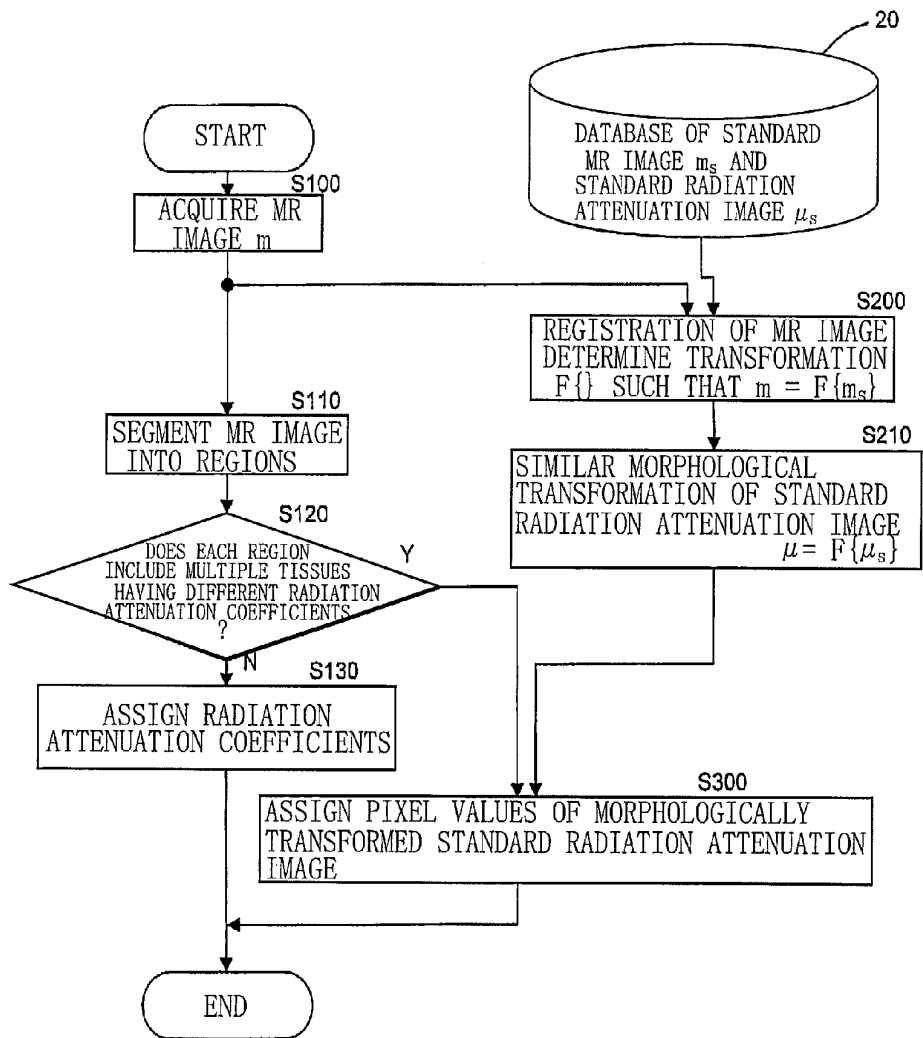 20
DATABASE OF STANDARD
MR IMAGE mₛ AND
STANDARD RADIATION
ATTENUATION IMAGE μₛ
START
S100
ACQUIRE MR
IMAGE m
S200
REGISTRATION OF MR IMAGE
DETERMINE TRANSFORMATION
F{} SUCH THAT m = F{mₛ}
S110
SEGMENT MR IMAGE
INTO REGIONS
S210
SIMILAR MORPHOLOGICAL
TRANSFORMATION OF STANDARD
RADIATION ATTENUATION IMAGE
μ = F{μₛ}
S120
DOES EACH REGION
INCLUDE MULTIPLE TISSUES
HAVING DIFFERENT RADIATION
ATTENUATION COEFFICIENTS
?
Y
N
S130
ASSIGN RADIATION
ATTENUATION COEFFICIENTS
S300
ASSIGN PIXEL VALUES OF MORPHOLOGICALLY
TRANSFORMED STANDARD RADIATION ATTENUATION
IMAGE
END